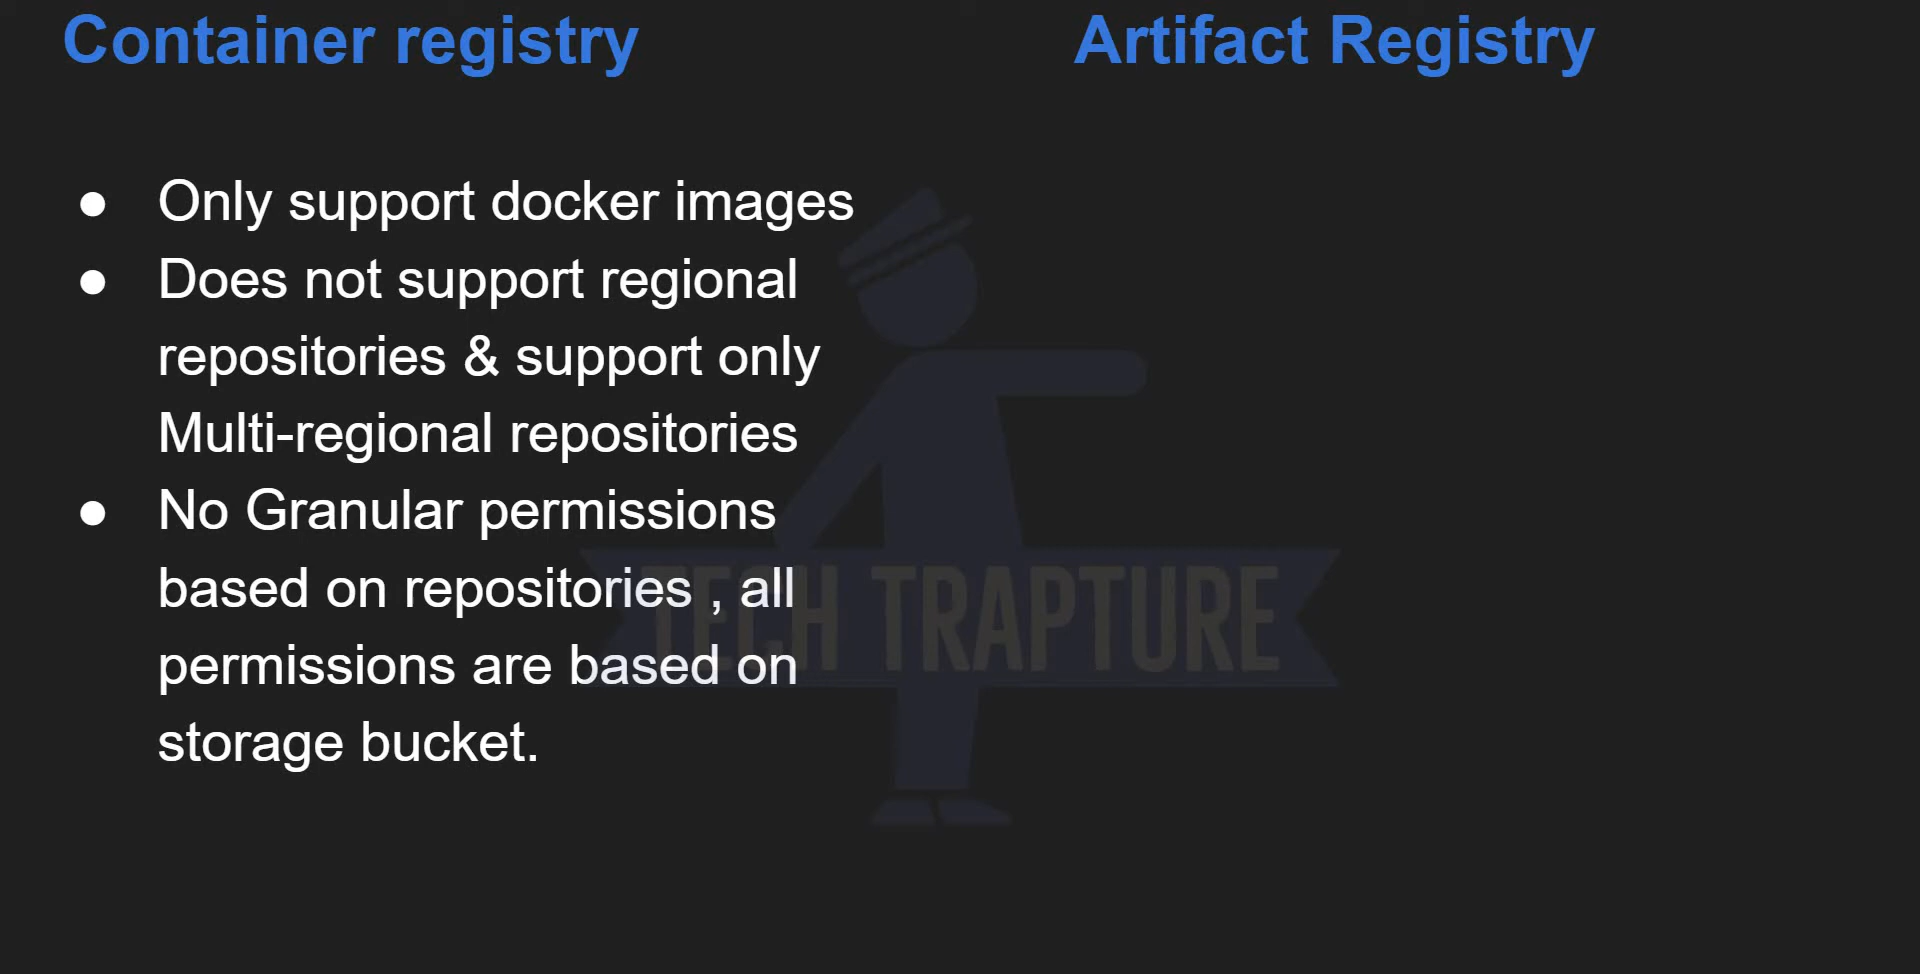 Container registry
Artifact Registry
● Only support docker images
● Does not support regional
repositories & support only
Multi-regional repositories
● No Granular permissions
based on repositories , all
permissions are based on
storage bucket.
TECH TRAPTURE